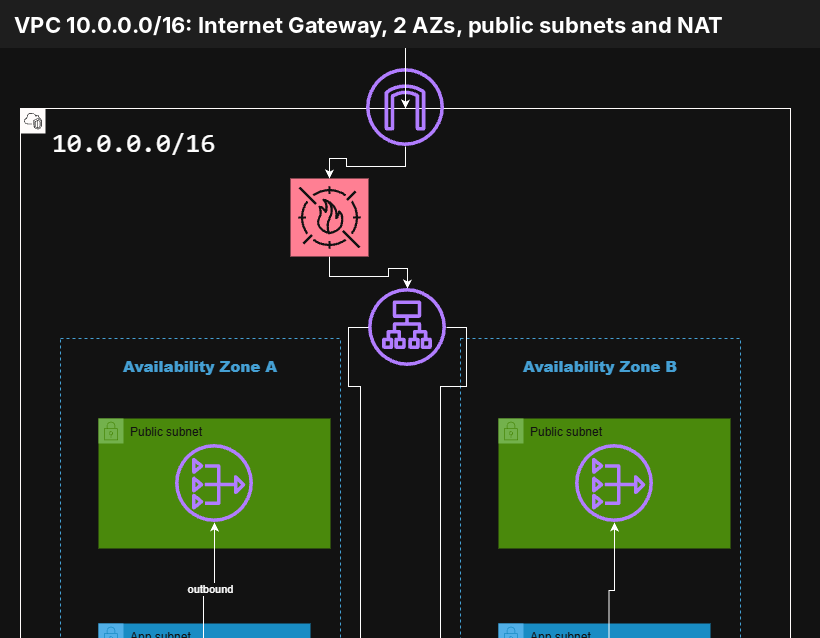 VPC 10.0.0.0/16: Internet Gateway, 2 AZs, public subnets and NAT
10.0.0.0/16
Availability Zone A
Availability Zone B
Public subnet
Public subnet
outbound
App subnet
App subnet